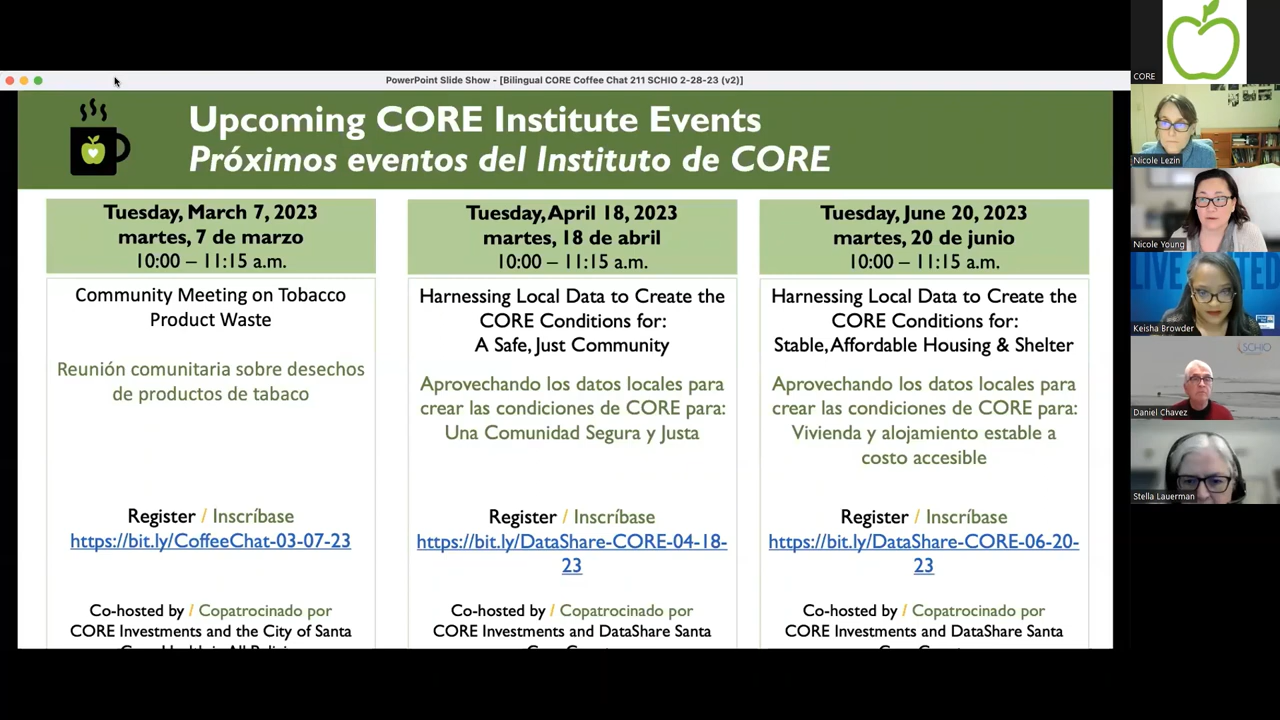 PowerPoint Slide Show - [Bilingual CORE Coffee Chat 211 SCHIO 2-28-23 (v2)]
Upcoming CORE Institute Events
Próximos eventos del Instituto de CORE
Tuesday, March 7, 2023
martes, 7 de marzo
10:00 – 11:15 a.m.
Community Meeting on Tobacco
Product Waste
Reunión comunitaria sobre desechos
de productos de tabaco
Register / Inscríbase
https://bit.ly/CoffeeChat-03-07-23
Co-hosted by / Copatrocinado por
CORE Investments and the City of Santa
Tuesday, April 18, 2023
martes, 18 de abril
10:00 – 11:15 a.m.
Harnessing Local Data to Create the
CORE Conditions for:
A Safe, Just Community
Aprovechando los datos locales para
crear las condiciones de CORE para:
Una Comunidad Segura y Justa
Register / Inscríbase
https://bit.ly/DataShare-CORE-04-18-
23
Co-hosted by / Copatrocinado por
CORE Investments and DataShare Santa
Tuesday, June 20, 2023
martes, 20 de junio
10:00 – 11:15 a.m.
Harnessing Local Data to Create the
CORE Conditions for:
Stable, Affordable Housing & Shelter
Aprovechando los datos locales para
crear las condiciones de CORE para:
Vivienda y alojamiento estable a
costo accesible
Register / Inscríbase
https://bit.ly/DataShare-CORE-06-20-
23
Co-hosted by / Copatrocinado por
CORE Investments and DataShare Santa
CORE
Nicole Lezin
Nicole Young
LIVE UNITED
Keisha Browder
SCHIO
Daniel Chavez
Stella Lauerman